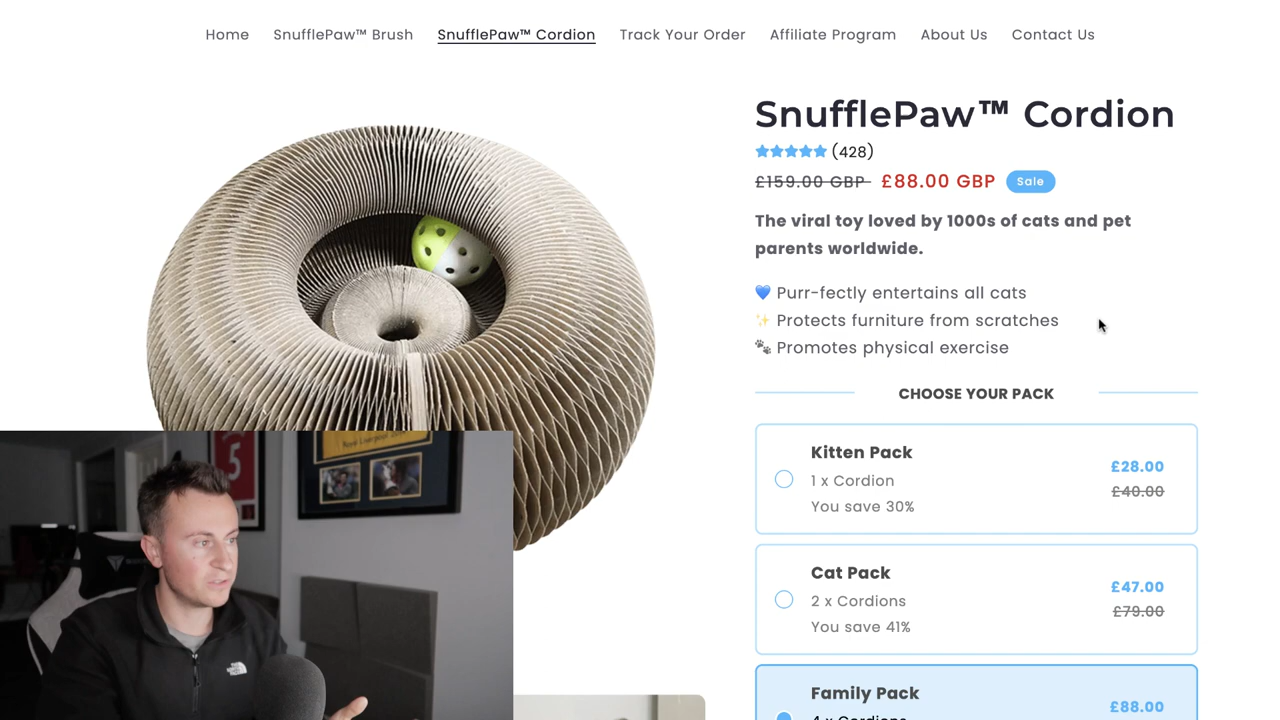 Home SnufflePaw™ Brush SnufflePaw™ Cordion Track Your Order Affiliate Program About Us Contact Us
SnufflePaw™ Cordion
(428)
£159.00 GBP £88.00 GBP Sale
The viral toy loved by 1000s of cats and pet
parents worldwide.
💙 Purr-fectly entertains all cats
✨ Protects furniture from scratches
🐾 Promotes physical exercise
CHOOSE YOUR PACK
Kitten Pack
£28.00
1 x Cordion
£40.00
You save 30%
Cat Pack
£47.00
2 x Cordions
£79.00
You save 41%
Family Pack
£88.00
4 x Cordions
5